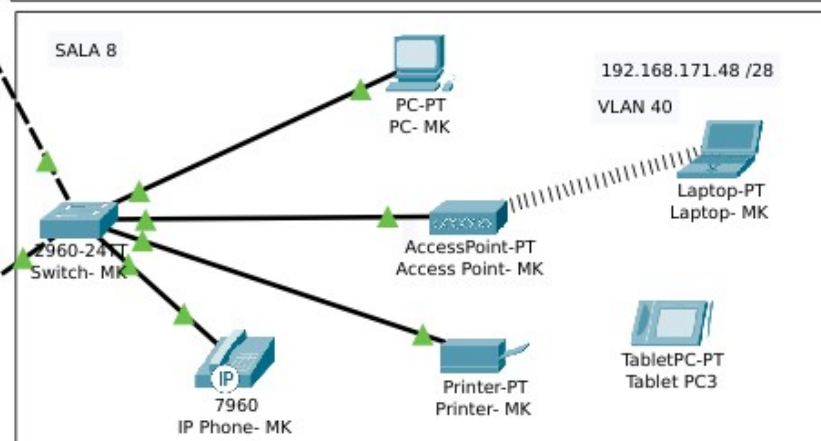 SALA 8
PC-PT
PC- MK
192.168.171.48 /28
VLAN 40
Laptop-PT
Laptop- MK
2960-24TT
Switch- MK
AccessPoint-PT
Access Point- MK
IP
7960
IP Phone- MK
Printer-PT
Printer- MK
TabletPC-PT
Tablet PC3